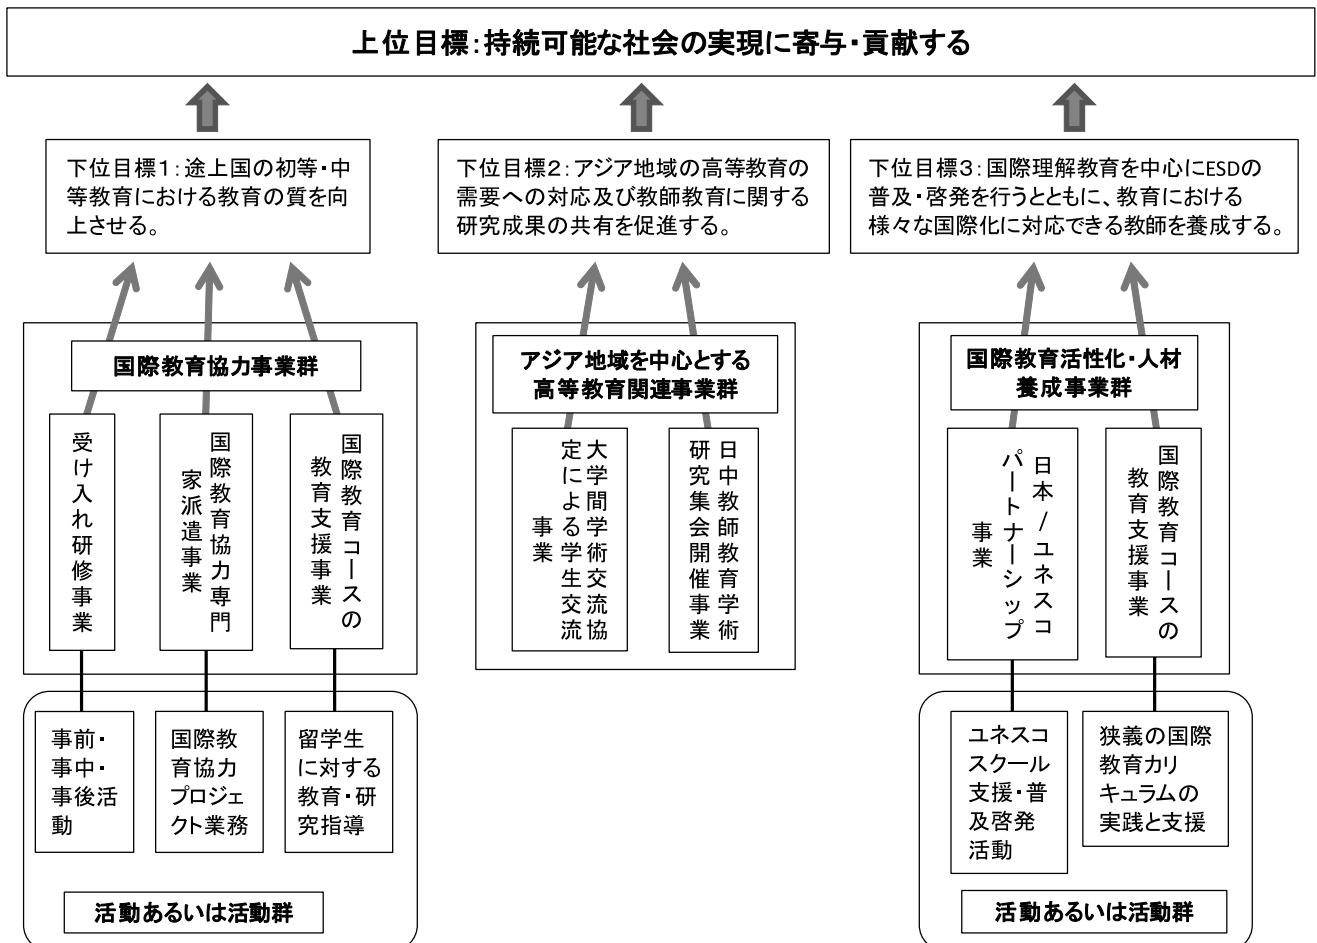 上位目標:持続可能な社会の実現に寄与・貢献する
下位目標1:途上国の初等・中
等教育における教育の質を向
上させる。
下位目標2:アジア地域の高等教育の
需要への対応及び教師教育に関する
研究成果の共有を促進する。
下位目標3:国際理解教育を中心にESDの
普及・啓発を行うとともに、教育における
様々な国際化に対応できる教師を養成する。
国際教育協力事業群
受け入れ研修事業
国際教育協力専門
家派遣事業
国際教育コースの
教育支援事業
アジア地域を中心とする
高等教育関連事業群
大学間学術交流協
定による学生交流
事業
日中教師教育学術
研究集会開催事業
国際教育活性化・人材
養成事業群
日本/ユネスコ
パートナーシップ
事業
国際教育コースの
教育支援事業
事前・
事中・
事後活
動
国際教
育協力
プロジェ
クト業務
留学生
に対する
教育・研
究指導
活動あるいは活動群
ユネスコ
スクール
支援・普
及啓発
活動
狭義の国際
教育カリ
キュラムの
実践と支援
活動あるいは活動群